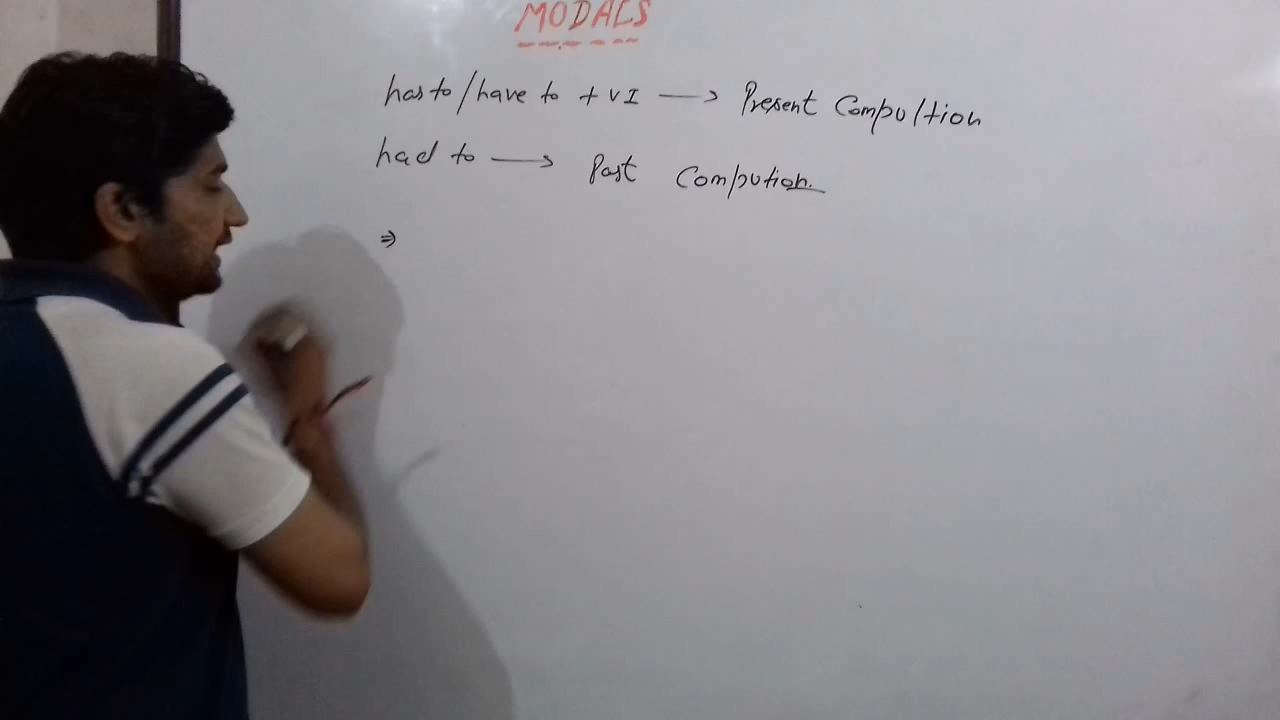 MODALS
has to / have to + VI → Present Compultion
had to → Past Compution.
⇒